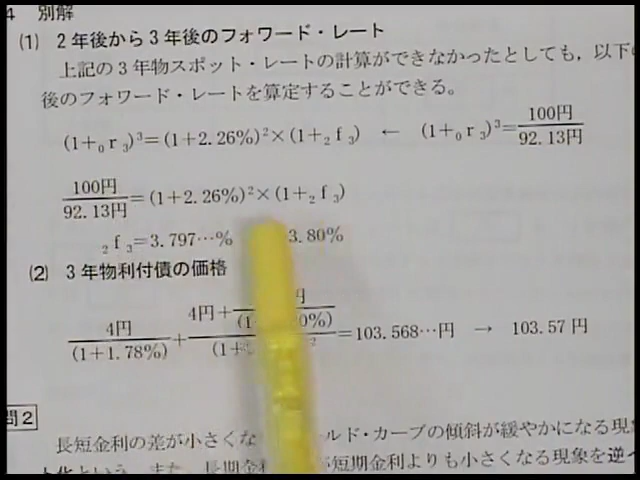 4 別解
(1) 2年後から3年後のフォワード・レート
上記の3年物スポット・レートの計算ができなかったとしても，以下
後のフォワード・レートを算定することができる。
(1+₀r₃)³=(1+2.26%)²×(1+₂f₃) ← (1+₀r₃)³=100円/92.13円
100円/92.13円=(1+2.26%)²×(1+₂f₃)
₂f₃=3.797…% 3.80%
(2) 3年物利付債の価格
4円/(1+1.78%)+4円+ 円/(1 0%)/(1+ ²=103.568…円 → 103.57円
問2
長短金利の差が小さくな ールド・カーブの傾斜が緩やかになる現
ト化という。また，長期金 が短期金利よりも小さくなる現象を逆